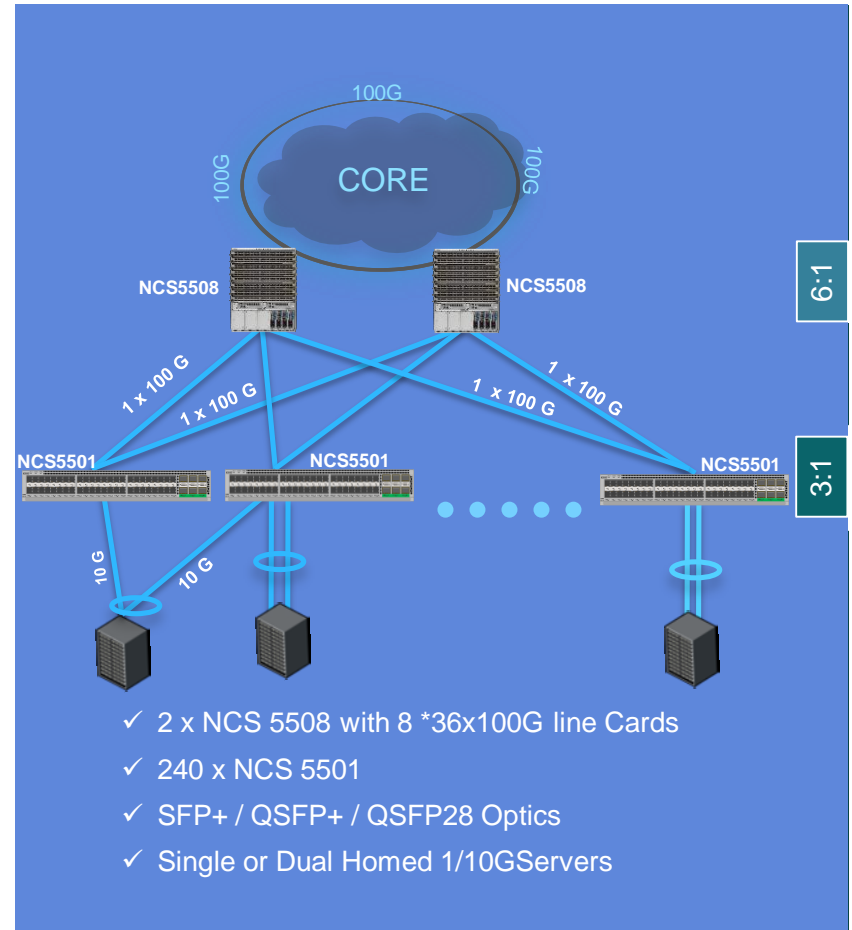 100G
100G
100G
CORE
NCS5508
NCS5508
6:1
1 x 100 G
1 x 100 G
1 x 100 G
1 x 100 G
NCS5501
NCS5501
NCS5501
3:1
10 G
10 G
✓ 2 x NCS 5508 with 8 *36x100G line Cards
✓ 240 x NCS 5501
✓ SFP+ / QSFP+ / QSFP28 Optics
✓ Single or Dual Homed 1/10GServers